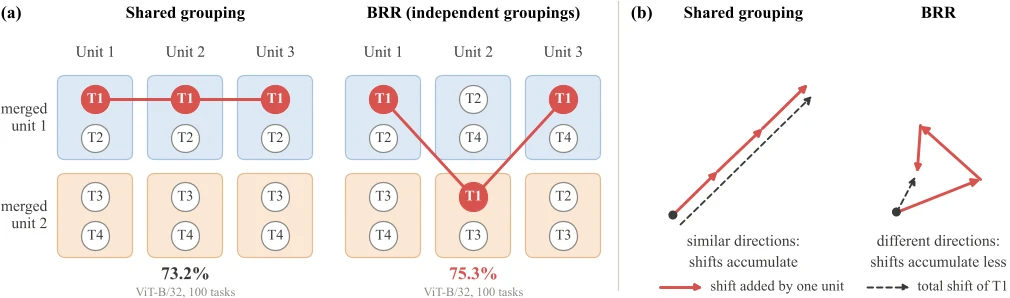 (a)
Shared grouping
BRR (independent groupings)
Unit 1 Unit 2 Unit 3
Unit 1 Unit 2 Unit 3
merged
unit 1
T1 T1 T1
T2 T2 T2
T1 T2 T1
T2 T4 T4
merged
unit 2
T3 T3 T3
T4 T4 T4
T3 T1 T2
T4 T3 T3
73.2%
ViT-B/32, 100 tasks
75.3%
ViT-B/32, 100 tasks
(b)
Shared grouping
BRR
similar directions:
shifts accumulate
different directions:
shifts accumulate less
shift added by one unit
total shift of T1